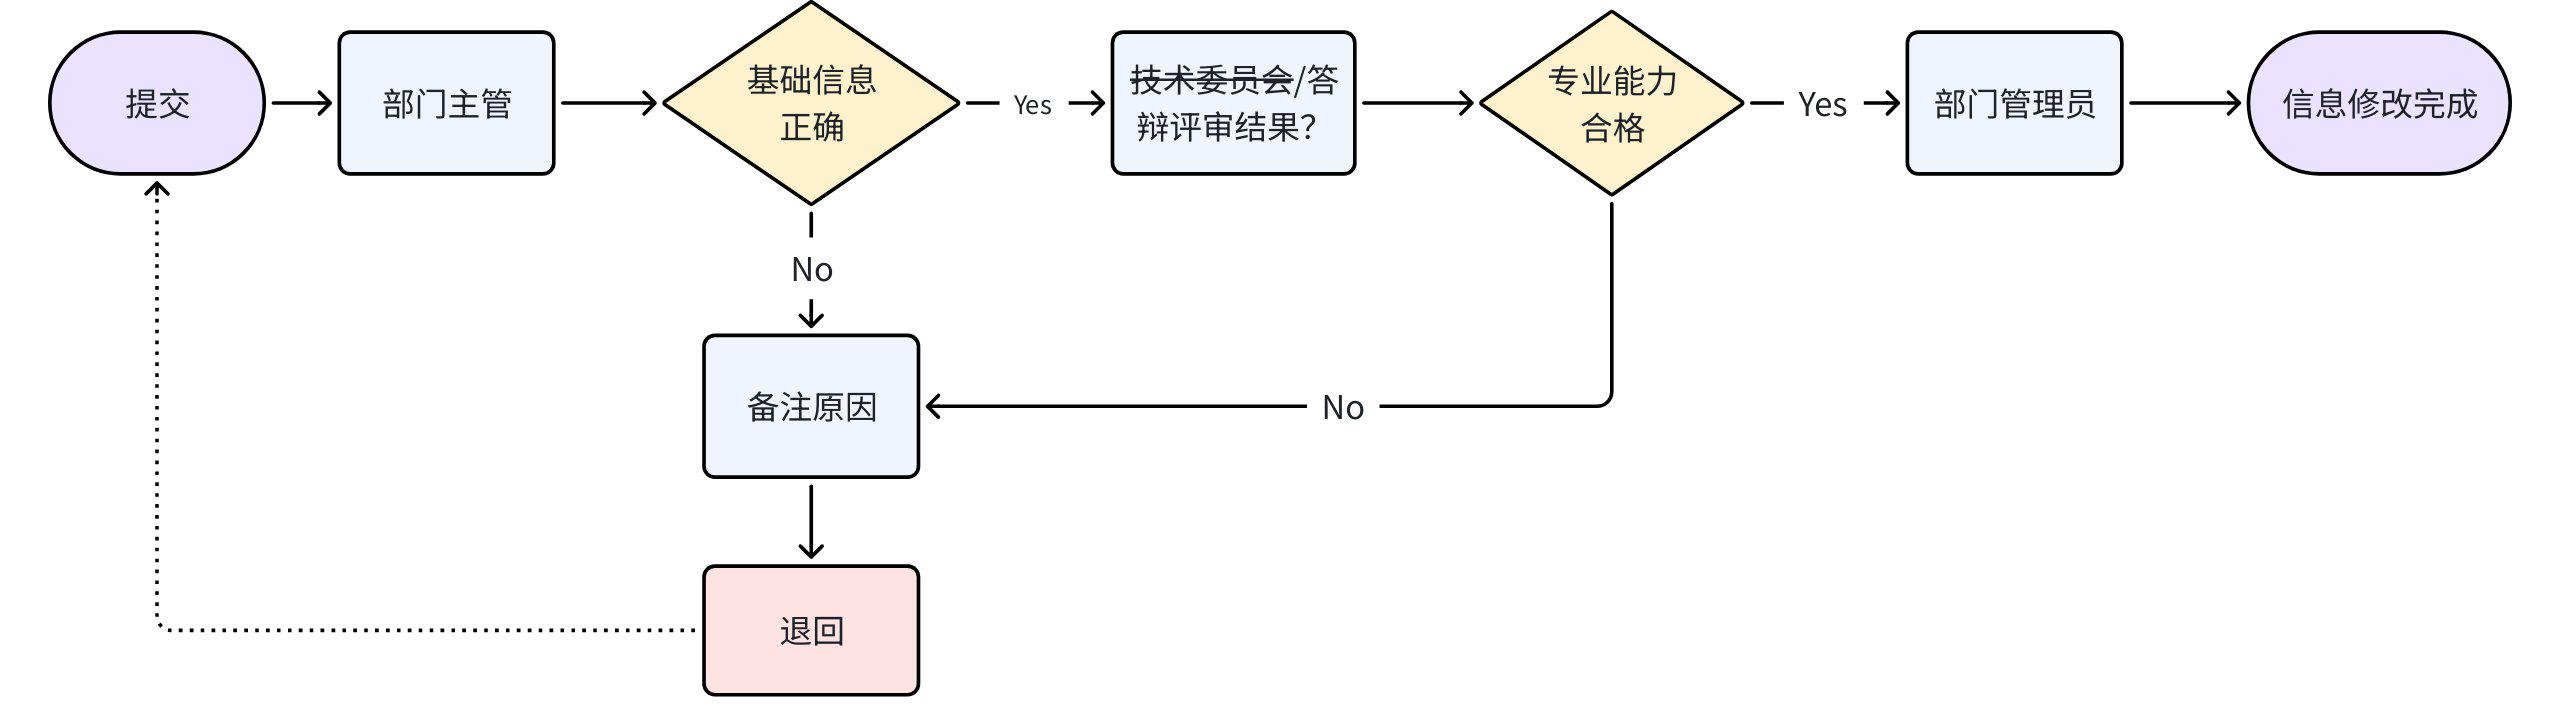 提交
部门主管
基础信息
正确
Yes
技术委员会/答
辩评审结果？
专业能力
合格
Yes
部门管理员
信息修改完成
No
备注原因
No
退回